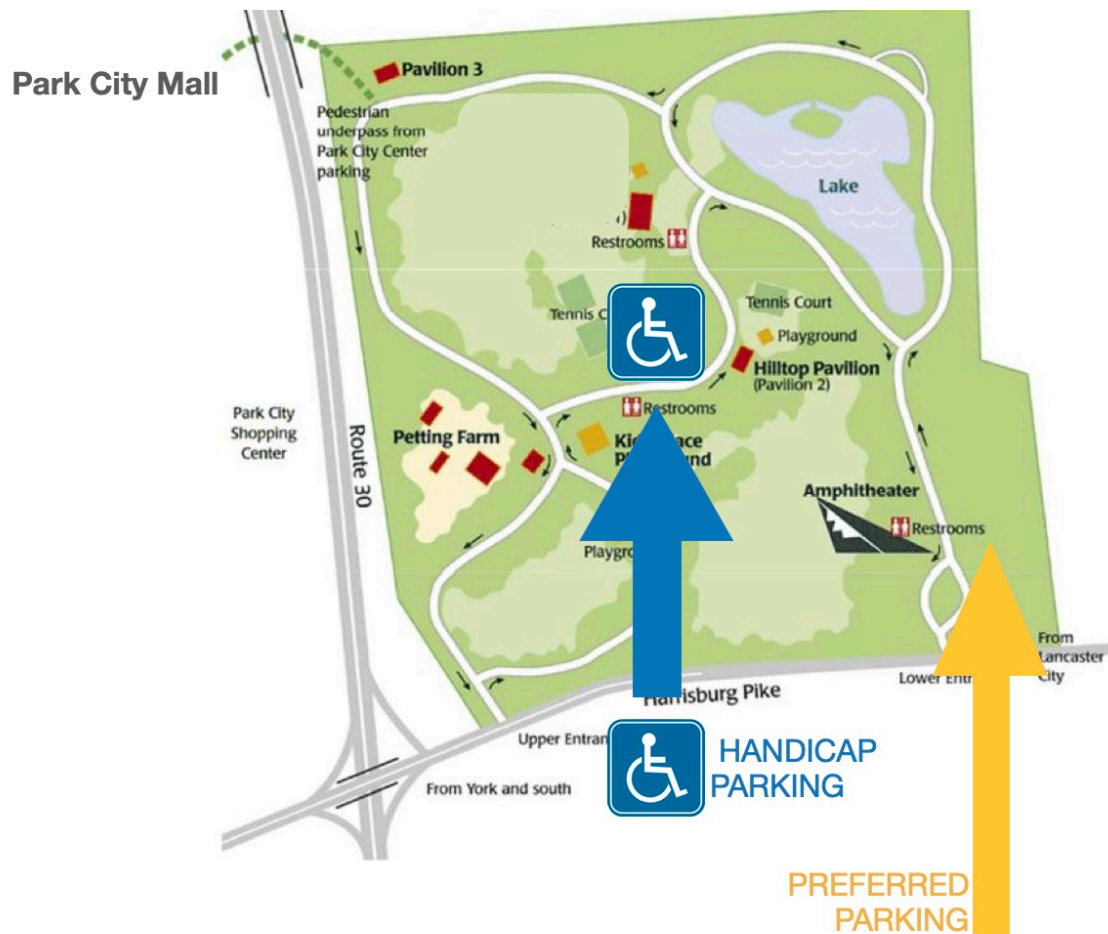 Park City Mall
Pavilion 3
Pedestrian
underpass from
Park City Center
parking
Lake
Restrooms
Tennis
Tennis Court
Playground
Hilltop Pavilion
(Pavilion 2)
Park City
Shopping
Center
Route 30
Petting Farm
Restrooms
Amphitheater
Restrooms
From
Lancaster
City
Lower
Harrisburg Pike
Upper
From York and south
HANDICAP
PARKING
PREFERRED
PARKING